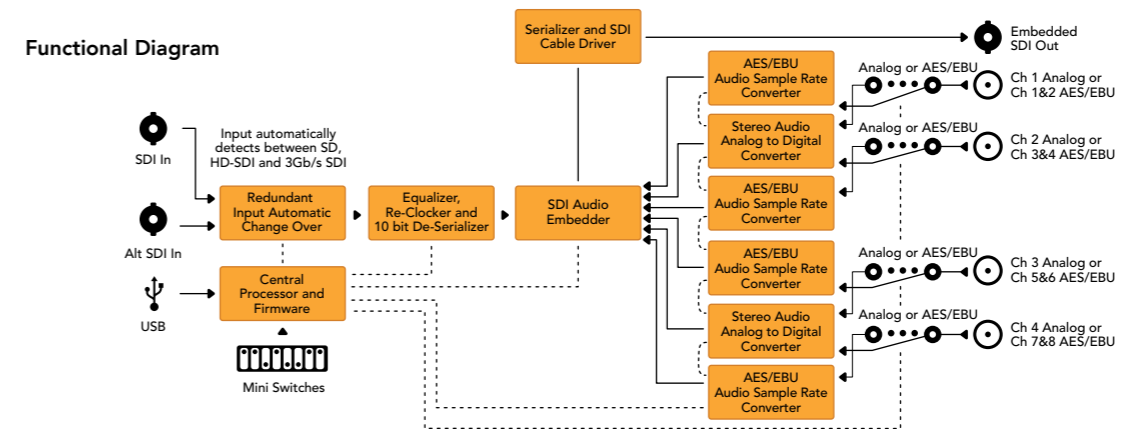 Functional Diagram
Serializer and SDI
Cable Driver
Embedded
SDI Out
SDI In
Input automatically
detects between SD,
HD-SDI and 3Gb/s SDI
Alt SDI In
Redundant
Input Automatic
Change Over
Equalizer,
Re-Clocker and
10 bit De-Serializer
SDI Audio
Embedder
USB
Central
Processor and
Firmware
Mini Switches
AES/EBU
Audio Sample Rate
Converter
Stereo Audio
Analog to Digital
Converter
AES/EBU
Audio Sample Rate
Converter
AES/EBU
Audio Sample Rate
Converter
Stereo Audio
Analog to Digital
Converter
AES/EBU
Audio Sample Rate
Converter
Analog or AES/EBU
Ch 1 Analog or
Ch 1&2 AES/EBU
Analog or AES/EBU
Ch 2 Analog or
Ch 3&4 AES/EBU
Analog or AES/EBU
Ch 3 Analog or
Ch 5&6 AES/EBU
Analog or AES/EBU
Ch 4 Analog or
Ch 7&8 AES/EBU